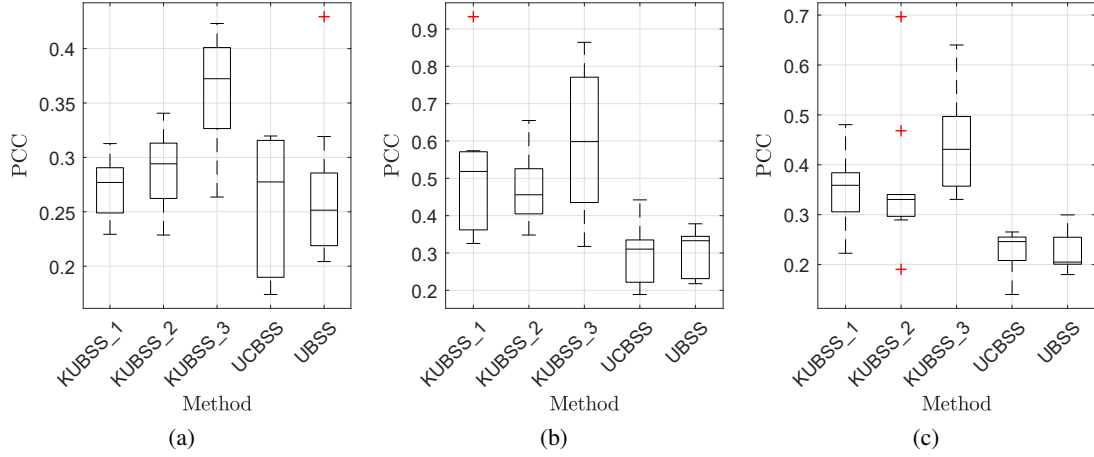 PCC
0.4
0.35
0.3
0.25
0.2
KUBSS_1
KUBSS_2
KUBSS_3
UCBSS
UBSS
Method
(a)
PCC
0.9
0.8
0.7
0.6
0.5
0.4
0.3
0.2
KUBSS_1
KUBSS_2
KUBSS_3
UCBSS
UBSS
Method
(b)
PCC
0.7
0.6
0.5
0.4
0.3
0.2
KUBSS_1
KUBSS_2
KUBSS_3
UCBSS
UBSS
Method
(c)